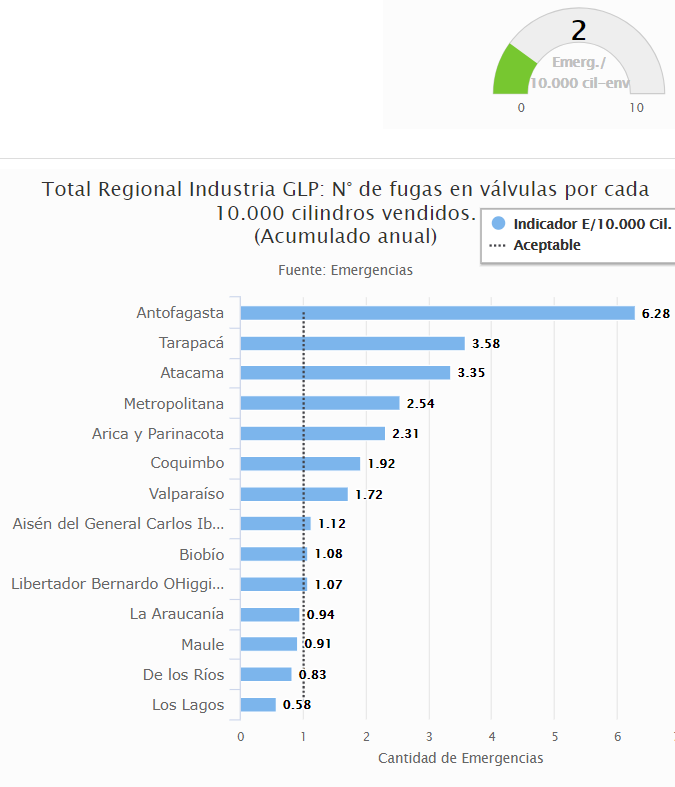 2
Emerg./
10.000 cil-env
0 10
Total Regional Industria GLP: N° de fugas en válvulas por cada
10.000 cilindros vendidos.
(Acumulado anual)
Indicador E/10.000 Cil.
Aceptable
Fuente: Emergencias
Antofagasta 6.28
Tarapacá 3.58
Atacama 3.35
Metropolitana 2.54
Arica y Parinacota 2.31
Coquimbo 1.92
Valparaíso 1.72
Aisén del General Carlos Ib... 1.12
Biobío 1.08
Libertador Bernardo OHiggi... 1.07
La Araucanía 0.94
Maule 0.91
De los Ríos 0.83
Los Lagos 0.58
0 1 2 3 4 5 6
Cantidad de Emergencias